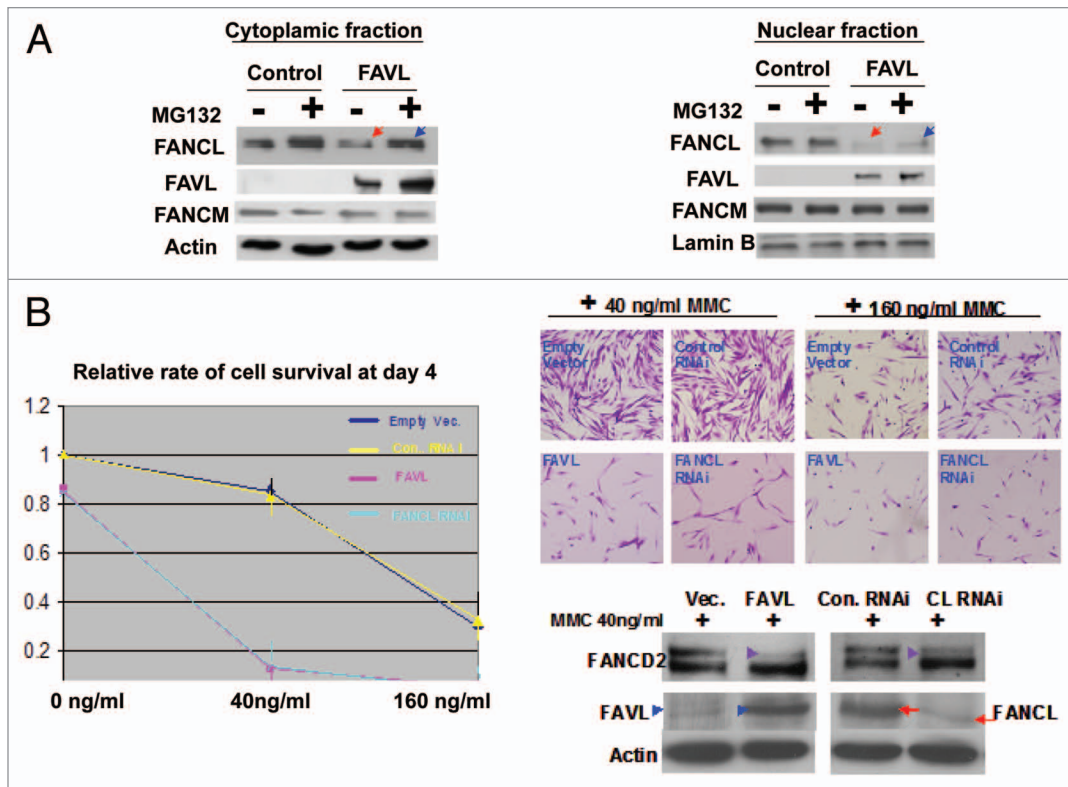 A
Cytoplamic fraction
Control FAVL
MG132 - + - +
FANCL
FAVL
FANCM
Actin
Nuclear fraction
Control FAVL
MG132 - + - +
FANCL
FAVL
FANCM
Lamin B
B
Relative rate of cell survival at day 4
1.2
1
0.8
0.6
0.4
0.2
0 ng/ml 40ng/ml 160 ng/ml
Empty Vec.
Con. RNAi
FAVL
FANCL RNAi
+ 40 ng/ml MMC + 160 ng/ml MMC
Empty Vector Control RNAi Empty Vector Control RNAi
FAVL FANCL RNAi FAVL FANCL RNAi
Vec. FAVL Con. RNAi CL RNAi
MMC 40ng/ml + + + +
FANCD2
FAVL FANCL
Actin